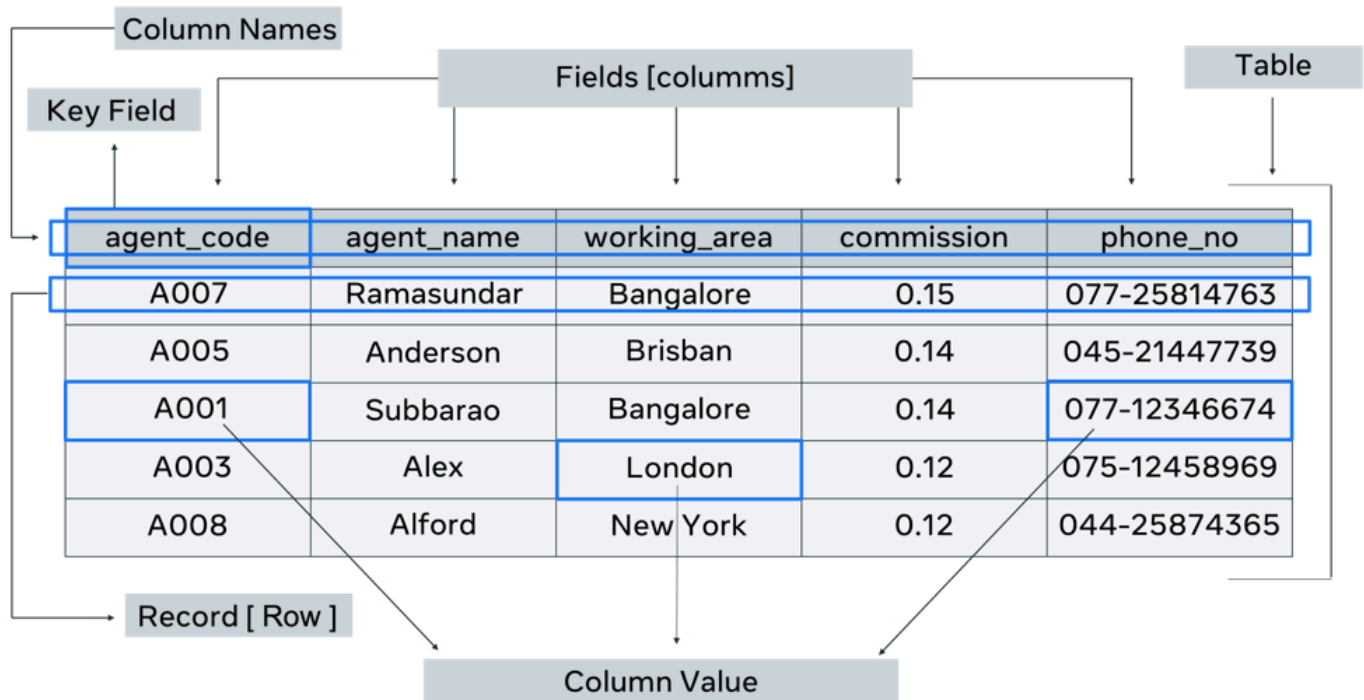 Column Names
Fields [columms]
Table
Key Field
agent_code agent_name working_area commission phone_no
A007 Ramasundar Bangalore 0.15 077-25814763
A005 Anderson Brisban 0.14 045-21447739
A001 Subbarao Bangalore 0.14 077-12346674
A003 Alex London 0.12 075-12458969
A008 Alford New York 0.12 044-25874365
Record [ Row ]
Column Value